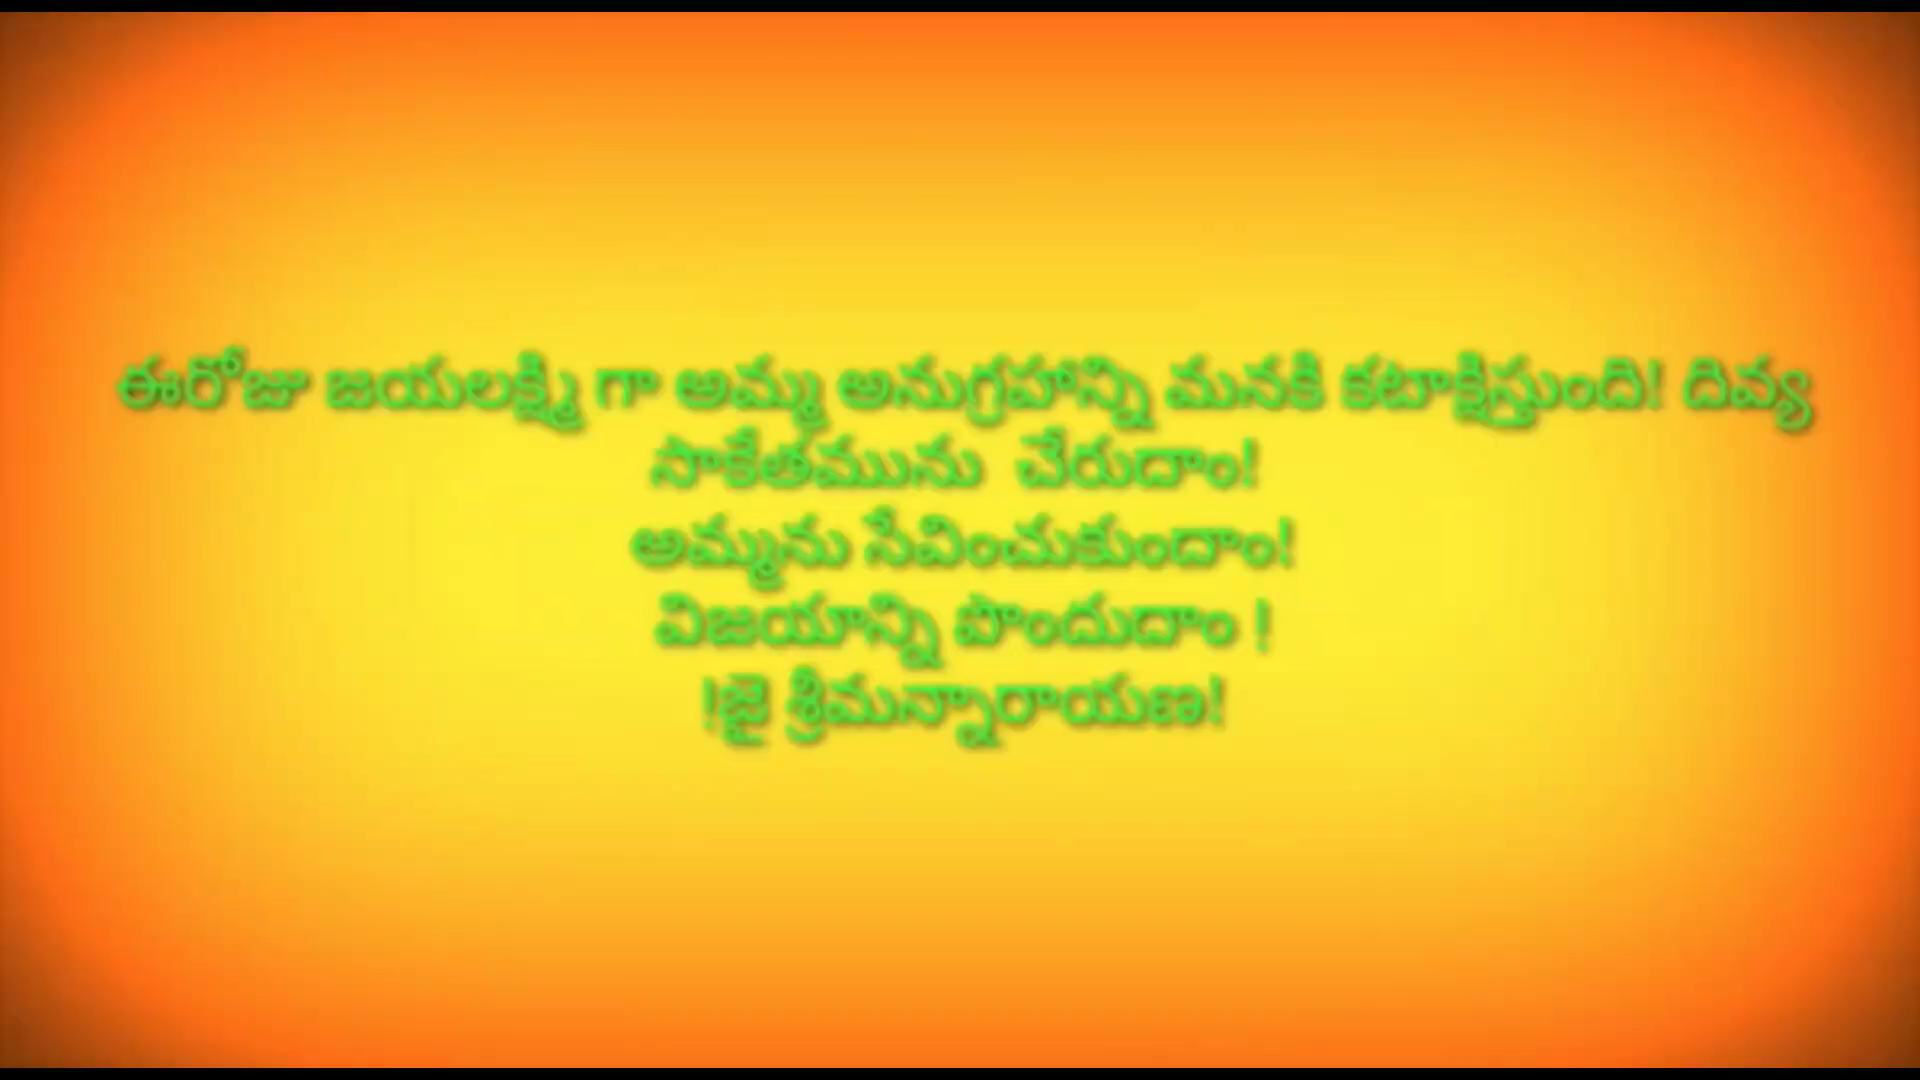 ఈరోజు జయలక్ష్మి గా అమ్మ అనుగ్రహాన్ని మనకి కటాక్షిస్తుంది! దివ్య
సాకేతమును చేరుదాం!
అమ్మను సేవించుకుందాం!
విజయాన్ని పొందుదాం !
!జై శ్రీమన్నారాయణ!